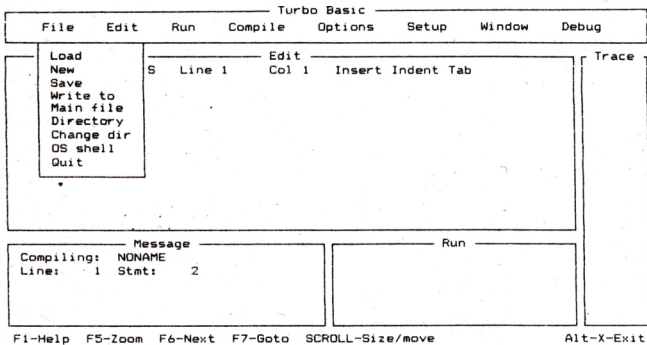 Turbo Basic
File Edit Run Compile Options Setup Window Debug
Load
New
Save
Write to
Main file
Directory
Change dir
OS shell
Quit
Edit
S Line 1 Col 1 Insert Indent Tab
Trace
Message
Compiling: NONAME
Line: 1 Stmt: 2
Run
F1-Help F5-Zoom F6-Next F7-Goto SCROLL-Size/move Alt-X-Exit